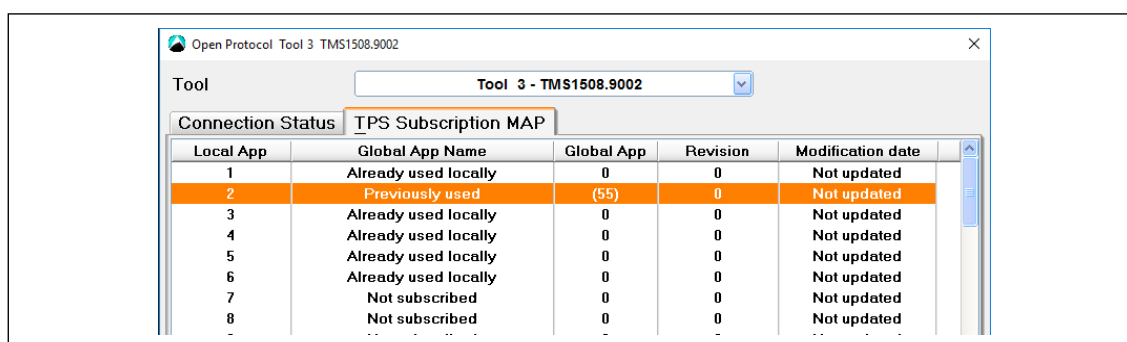 Open Protocol Tool 3 TMS1508.9002
Tool Tool 3 - TMS1508.9002
Connection Status TPS Subscription MAP
Local App Global App Name Global App Revision Modification date
1 Already used locally 0 0 Not updated
2 Previously used (55) 0 Not updated
3 Already used locally 0 0 Not updated
4 Already used locally 0 0 Not updated
5 Already used locally 0 0 Not updated
6 Already used locally 0 0 Not updated
7 Not subscribed 0 0 Not updated
8 Not subscribed 0 0 Not updated